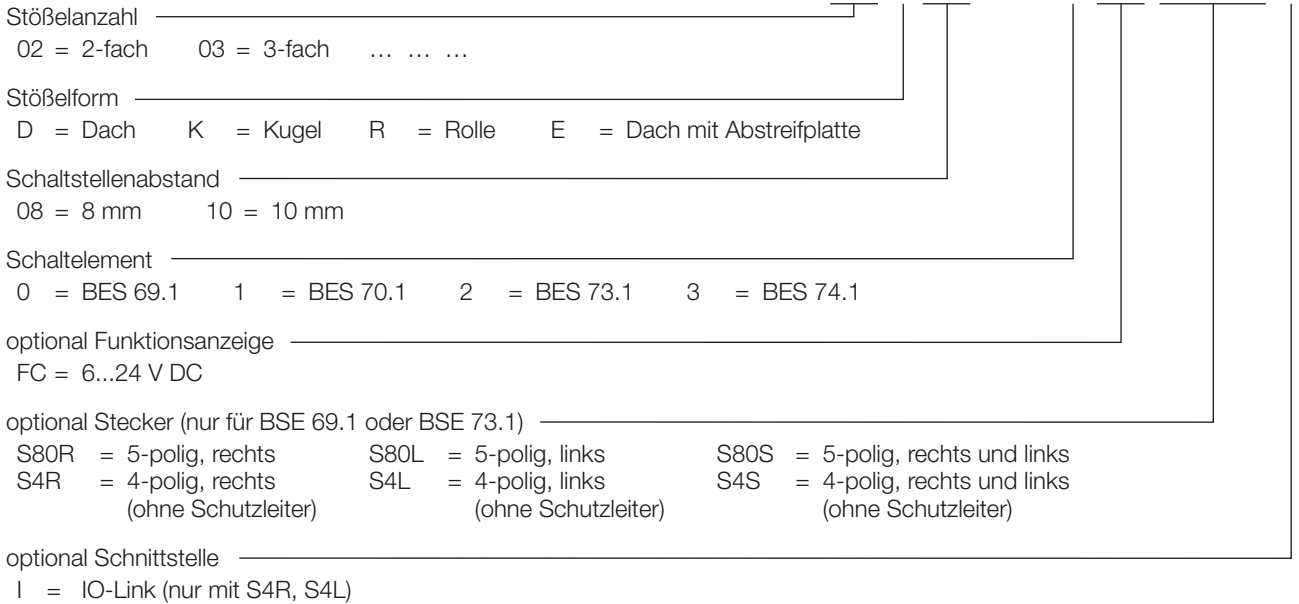 Stößelanzahl
02 = 2-fach 03 = 3-fach … … …
Stößelform
D = Dach K = Kugel R = Rolle E = Dach mit Abstreifplatte
Schaltstellenabstand
08 = 8 mm 10 = 10 mm
Schaltelement
0 = BES 69.1 1 = BES 70.1 2 = BES 73.1 3 = BES 74.1
optional Funktionsanzeige
FC = 6...24 V DC
optional Stecker (nur für BSE 69.1 oder BSE 73.1)
S80R = 5-polig, rechts S80L = 5-polig, links S80S = 5-polig, rechts und links
S4R = 4-polig, rechts S4L = 4-polig, links S4S = 4-polig, rechts und links
(ohne Schutzleiter) (ohne Schutzleiter) (ohne Schutzleiter)
optional Schnittstelle
I = IO-Link (nur mit S4R, S4L)